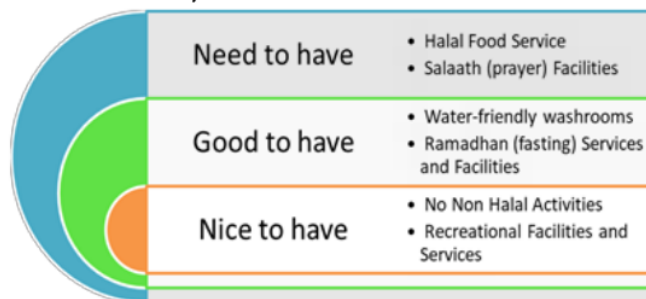 Need to have
• Halal Food Service
• Salaath (prayer) Facilities
Good to have
• Water-friendly washrooms
• Ramadhan (fasting) Services
and Facilities
Nice to have
• No Non Halal Activities
• Recreational Facilities and
Services